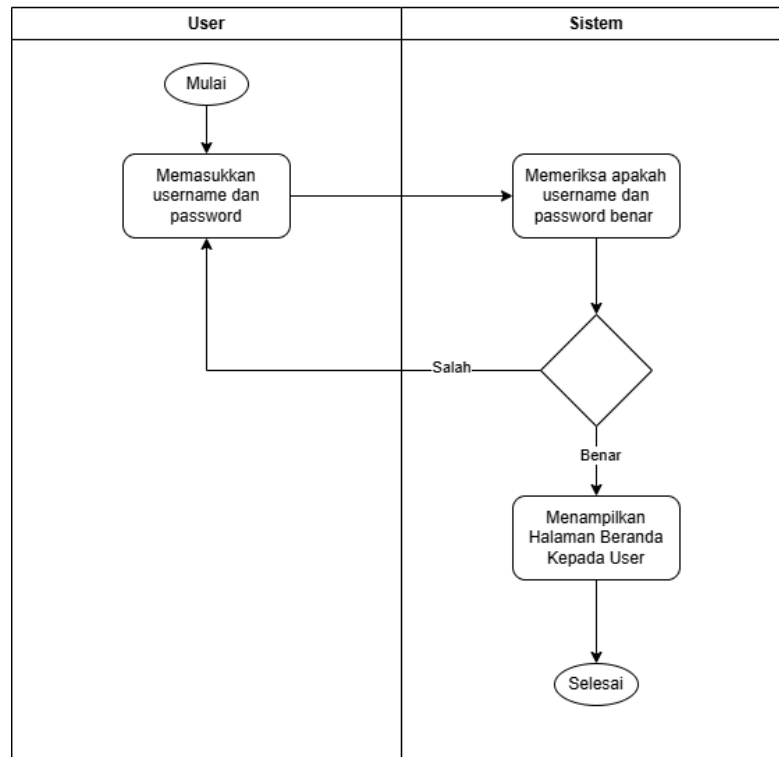 User
Sistem
Mulai
Memasukkan
username dan
password
Memeriksa apakah
username dan
password benar
Salah
Benar
Menampilkan
Halaman Beranda
Kepada User
Selesai